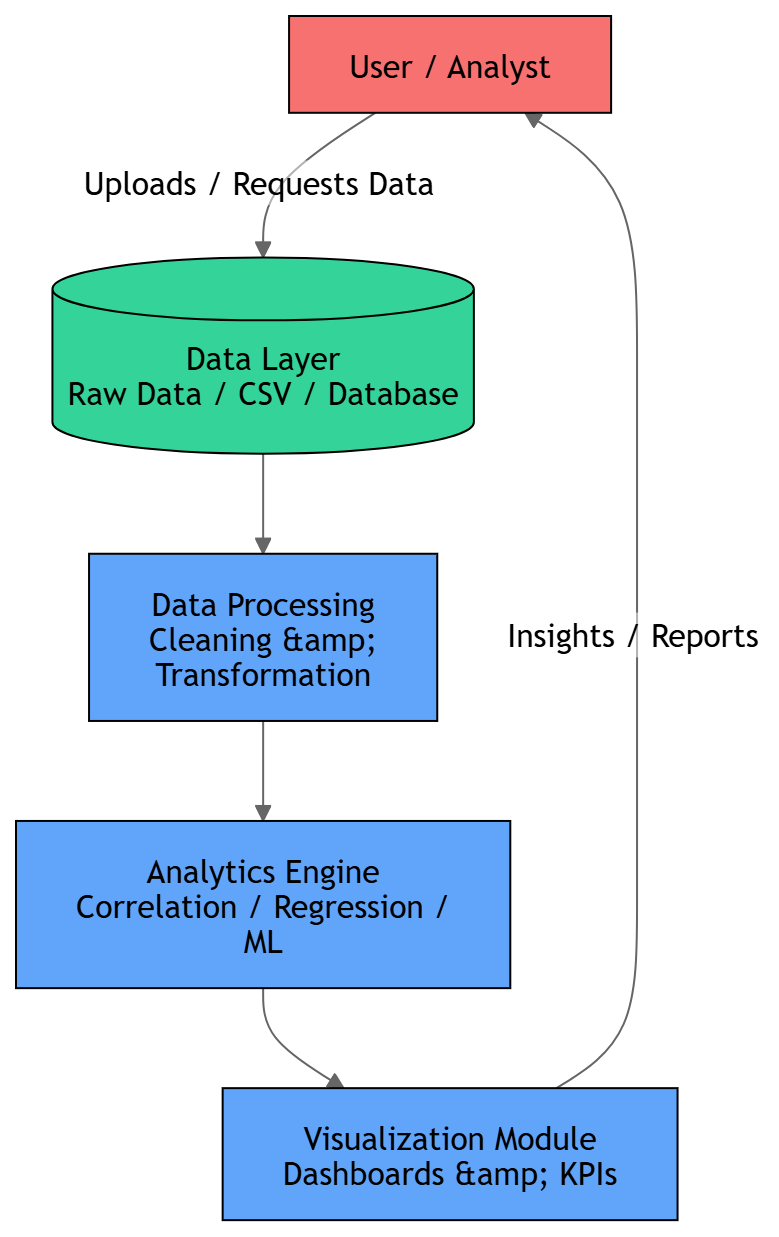 User / Analyst
Uploads / Requests Data
Data Layer
Raw Data / CSV / Database
Data Processing
Cleaning &amp;
Transformation
Insights / Reports
Analytics Engine
Correlation / Regression /
ML
Visualization Module
Dashboards &amp; KPIs